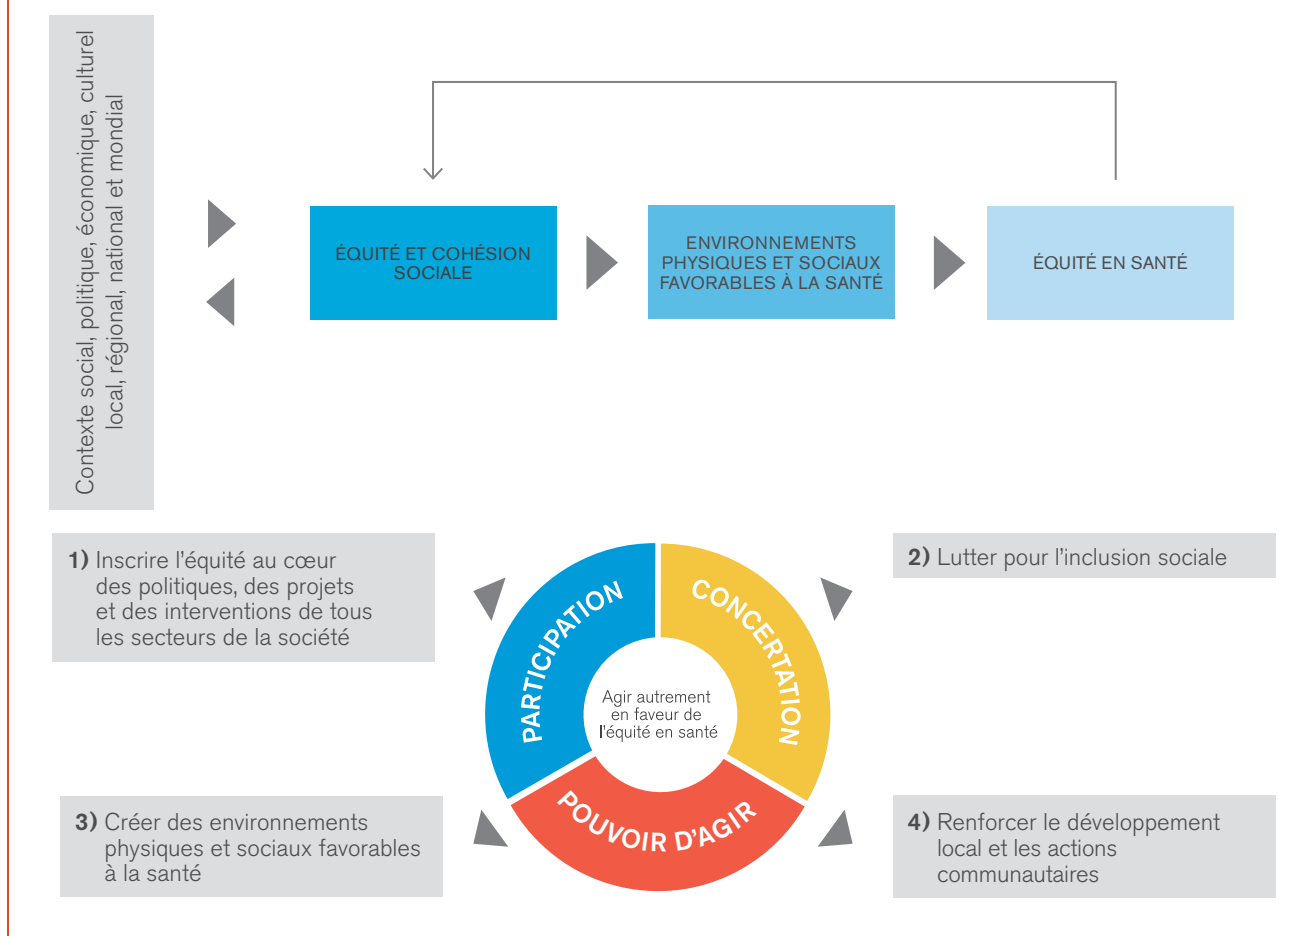 Contexte social, politique, économique, culturel
local, régional, national et mondial
ÉQUITÉ ET COHÉSION
SOCIALE
ENVIRONNEMENTS
PHYSIQUES ET SOCIAUX
FAVORABLES À LA SANTÉ
ÉQUITÉ EN SANTÉ
1) Inscrire l’équité au cœur
des politiques, des projets
et des interventions de tous
les secteurs de la société
2) Lutter pour l’inclusion sociale
PARTICIPATION
CONCERTATION
POUVOIR D’AGIR
Agir autrement
en faveur de
l’équité en santé
3) Créer des environnements
physiques et sociaux favorables
à la santé
4) Renforcer le développement
local et les actions
communautaires